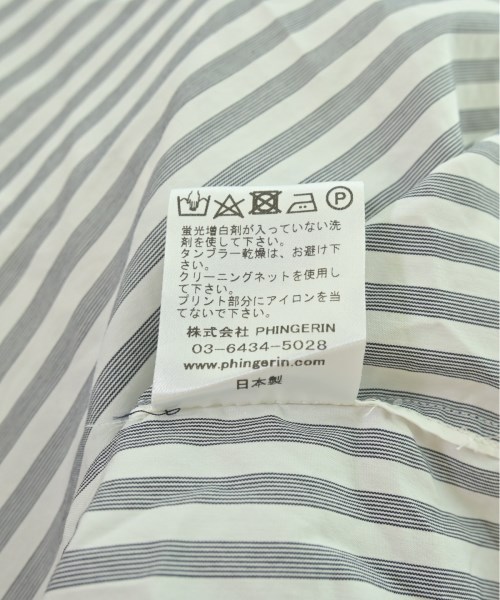 蛍光増白剤が入っていない洗
剤を使して下さい。
タンブラー乾燥は、お避け下
さい。
クリーニングネットを使用し
て下さい。
プリント部分にアイロンを当
てないで下さい。
株式会社 PHINGERIN
03-6434-5028
www.phingerin.com
日本製